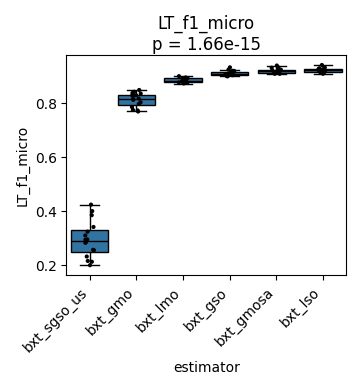 LT_f1_micro
p = 1.66e-15
LT_f1_micro
0.8
0.6
0.4
0.2
bxt_sgso_us
bxt_gmo
bxt_lmo
bxt_gso
bxt_gmosa
bxt_lso
estimator